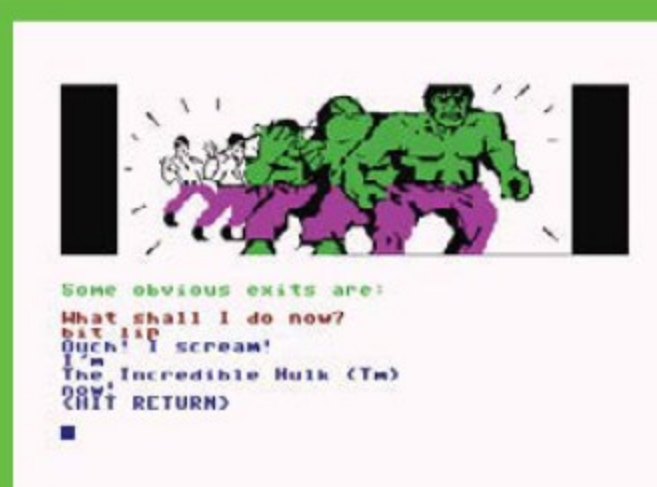 Some obvious exits are:
What shall I do now?
bit lip
Ouch! I scream!
I'm
The Incredible Hulk (Tm)
now!
(HIT RETURN)